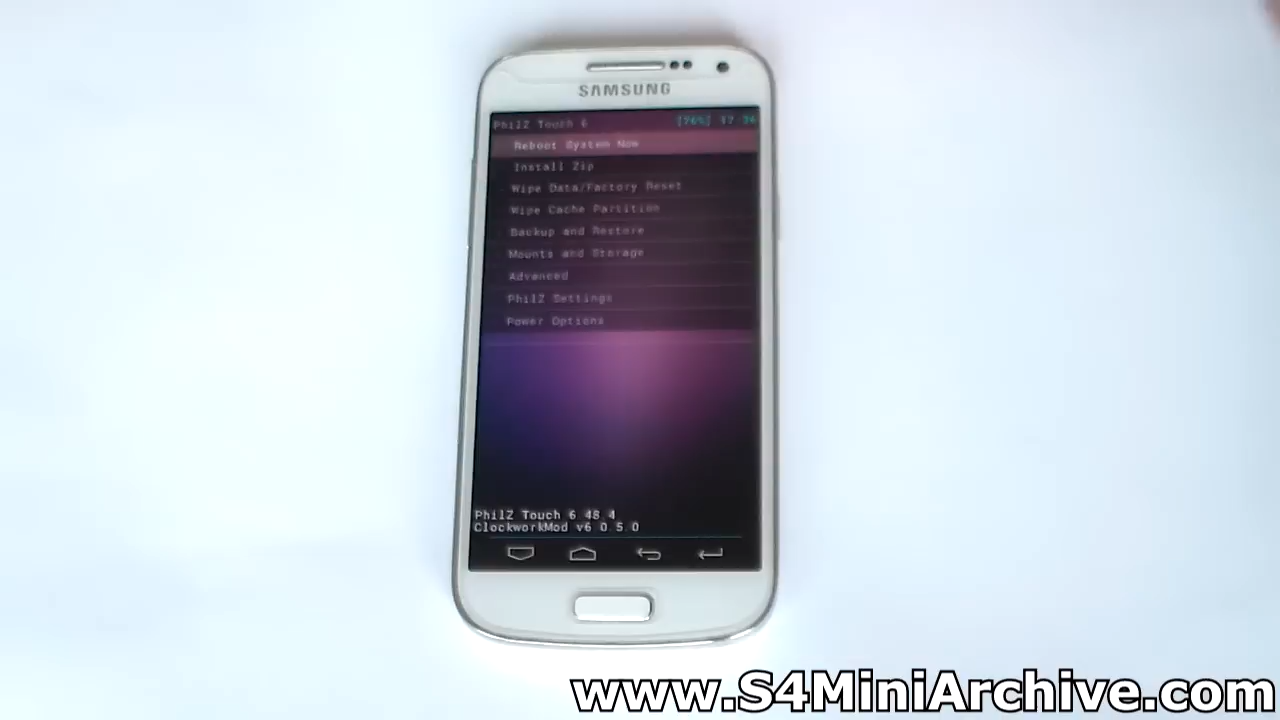 SAMSUNG
PhilZ Touch 6 [76%] 17 36
Reboot System Now
Install Zip
Wipe Data/Factory Reset
Wipe Cache Partition
Backup and Restore
Mounts and Storage
Advanced
PhilZ Settings
Power Options
PhilZ Touch 6 48 4
ClockworkMod v6 0 5 0
www.S4MiniArchive.com